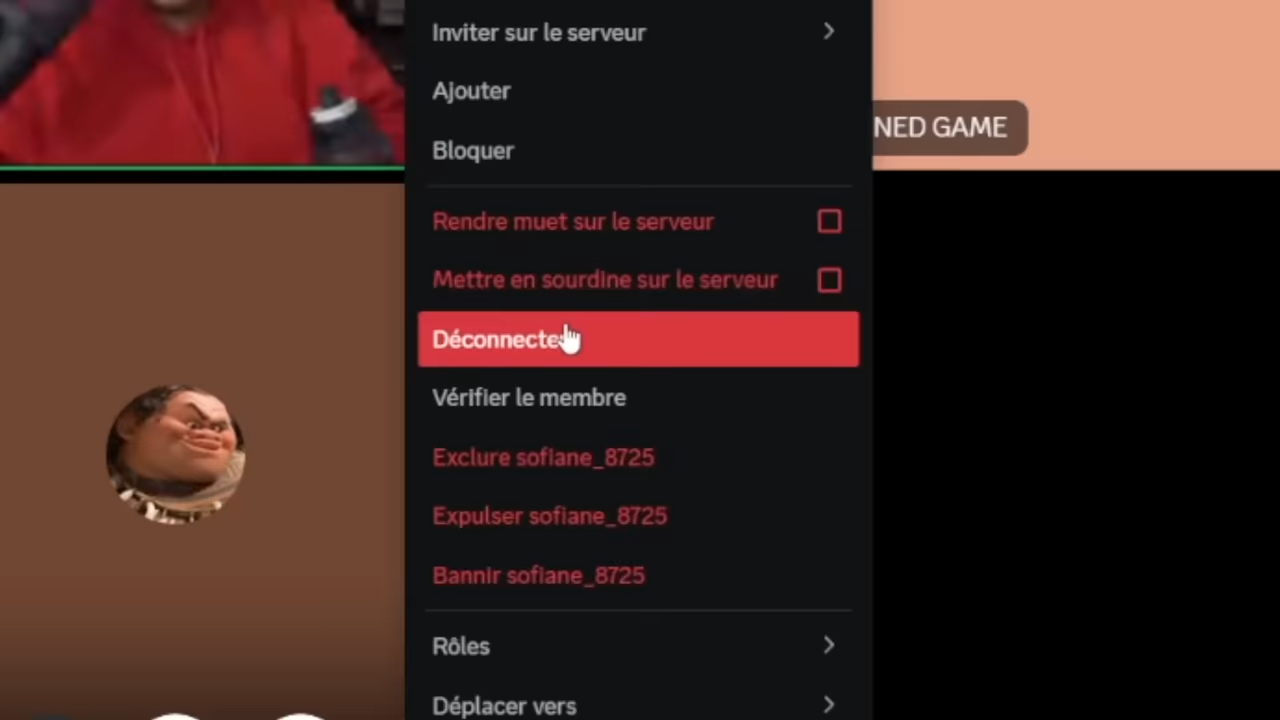 Inviter sur le serveur
Ajouter
NED GAME
Bloquer
Rendre muet sur le serveur
Mettre en sourdine sur le serveur
Déconnecte
Vérifier le membre
Exclure sofiane_8725
Expulser sofiane_8725
Bannir sofiane_8725
Rôles
Déplacer vers